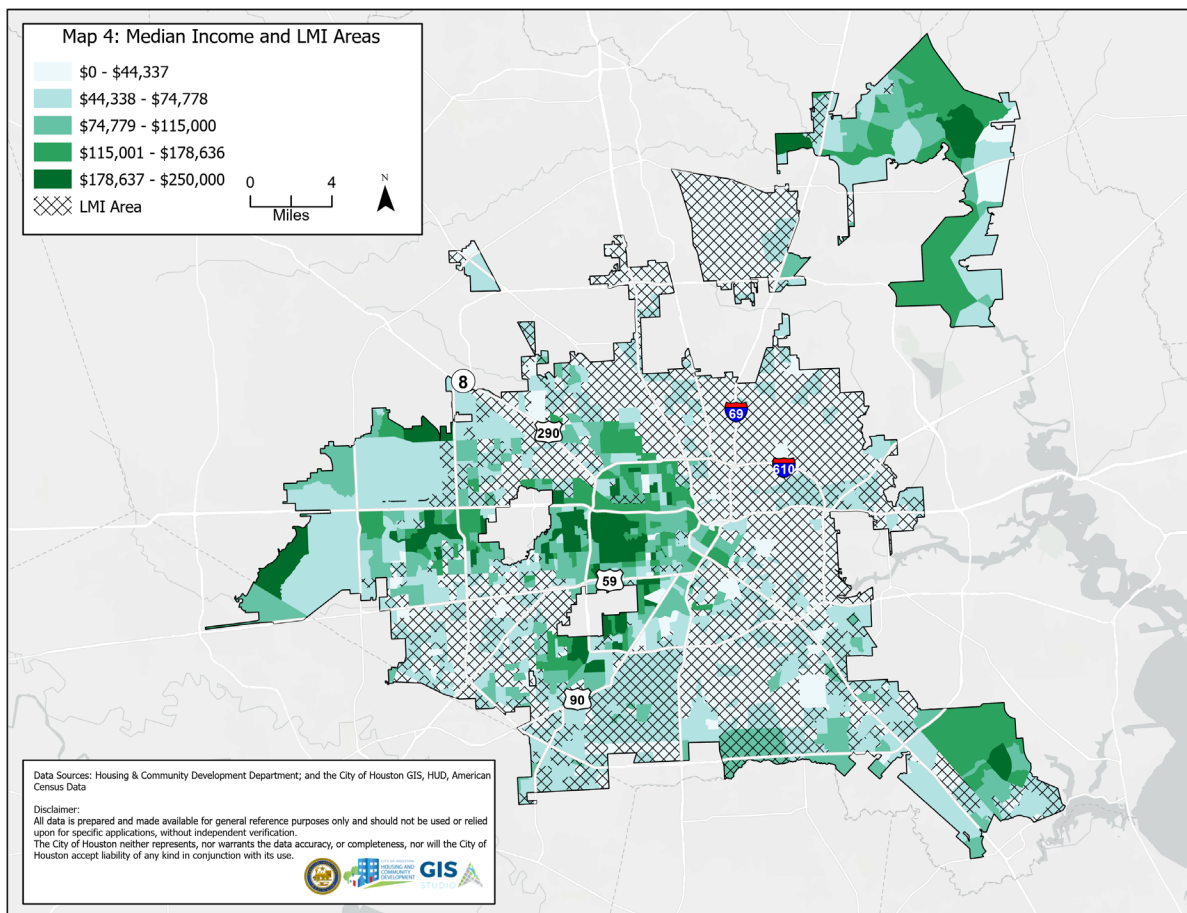 Map 4: Median Income and LMI Areas
$0 - $44,337
$44,338 - $74,778
$74,779 - $115,000
$115,001 - $178,636
$178,637 - $250,000
LMI Area
0 4
Miles
N
8
69
290
610
59
90
Data Sources: Housing & Community Development Department; and the City of Houston GIS, HUD, American
Census Data
Disclaimer:
All data is prepared and made available for general reference purposes only and should not be used or relied
upon for specific applications, without independent verification.
The City of Houston neither represents, nor warrants the data accuracy, or completeness, nor will the City of
Houston accept liability of any kind in conjunction with its use.
CITY OF HOUSTON
HOUSING AND
COMMUNITY
DEVELOPMENT
GIS
STUDIO